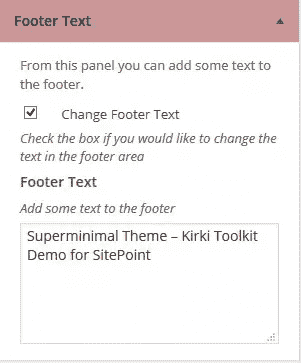 Footer Text
From this panel you can add some text to
the footer.
Change Footer Text
Check the box if you would like to change the
text in the footer area
Footer Text
Add some text to the footer
Superminimal Theme – Kirki Toolkit
Demo for SitePoint